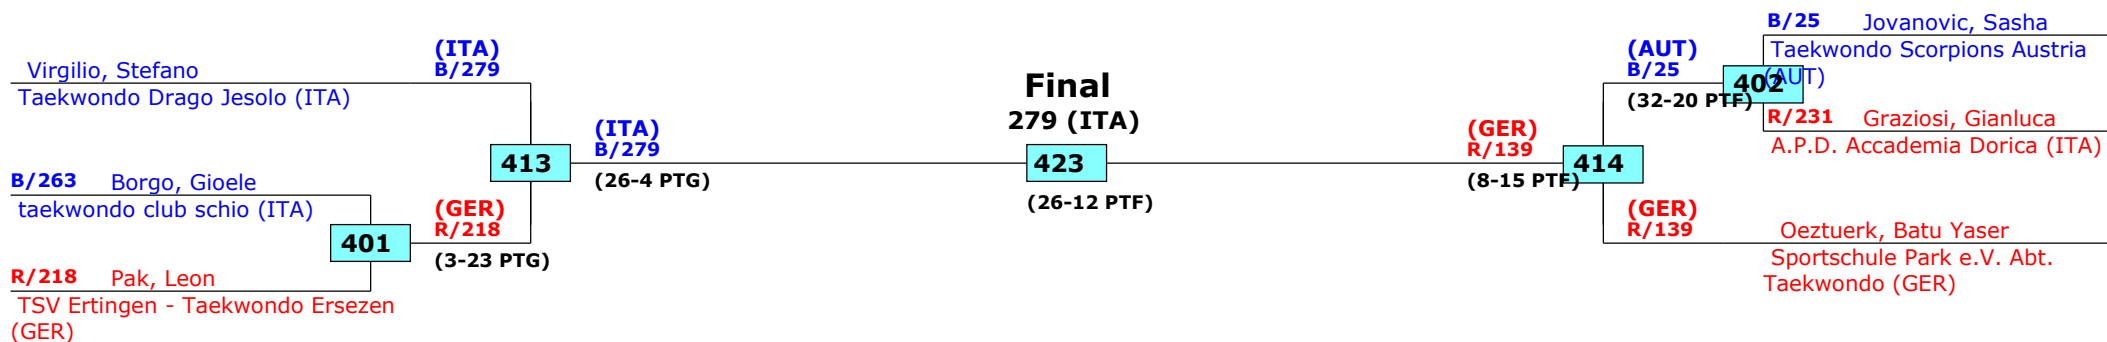 Virgilio, Stefano
Taekwondo Drago Jesolo (ITA)
B/263 Borgo, Gioele
taekwondo club schio (ITA)
R/218 Pak, Leon
TSV Ertingen - Taekwondo Ersezen
(GER)
401
(ITA)
B/279
(GER)
R/218
(3-23 PTG)
413
(ITA)
B/279
(26-4 PTG)
Final
279 (ITA)
423
(26-12 PTF)
(GER)
R/139
(8-15 PTF)
414
(AUT)
B/25
(32-20 PTF)
(GER)
R/139
402
B/25 Jovanovic, Sasha
Taekwondo Scorpions Austria
(AUT)
R/231 Graziosi, Gianluca
A.P.D. Accademia Dorica (ITA)
Oeztuerk, Batu Yaser
Sportschule Park e.V. Abt.
Taekwondo (GER)